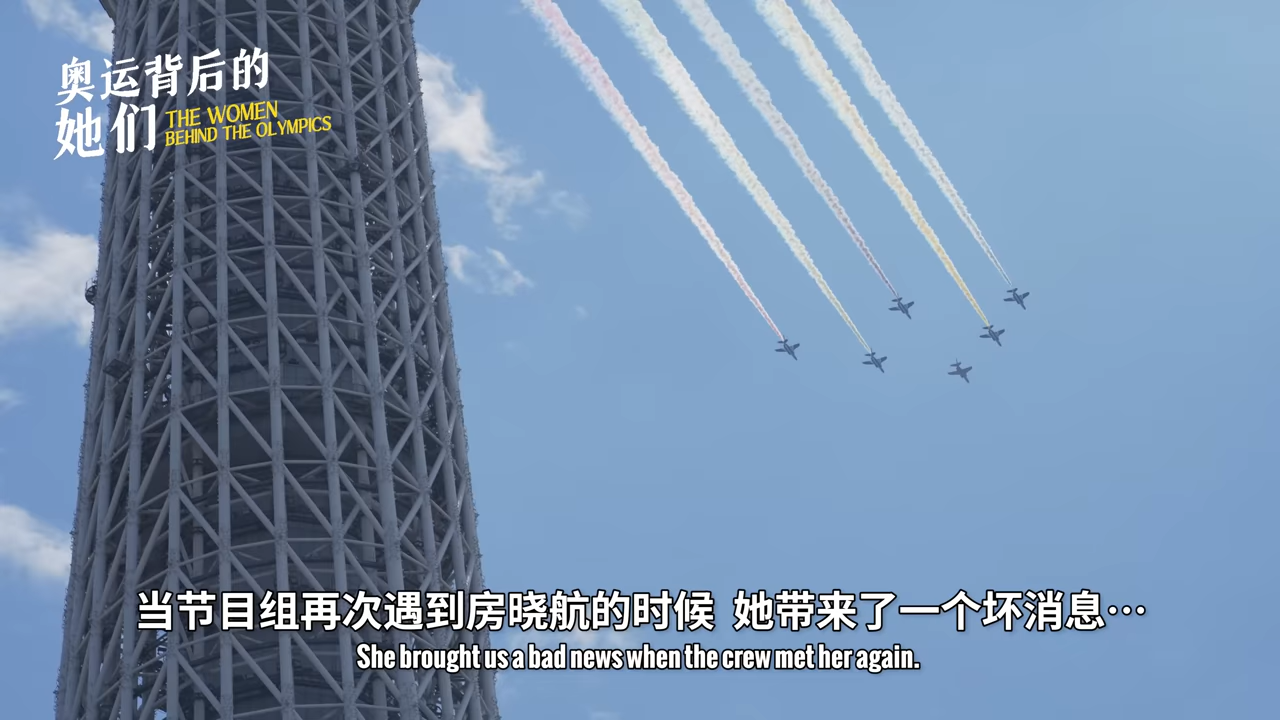 奥运背后的
她们
THE WOMEN
BEHIND THE OLYMPICS
当节目组再次遇到房晓航的时候 她带来了一个坏消息…
She brought us a bad news when the crew met her again.